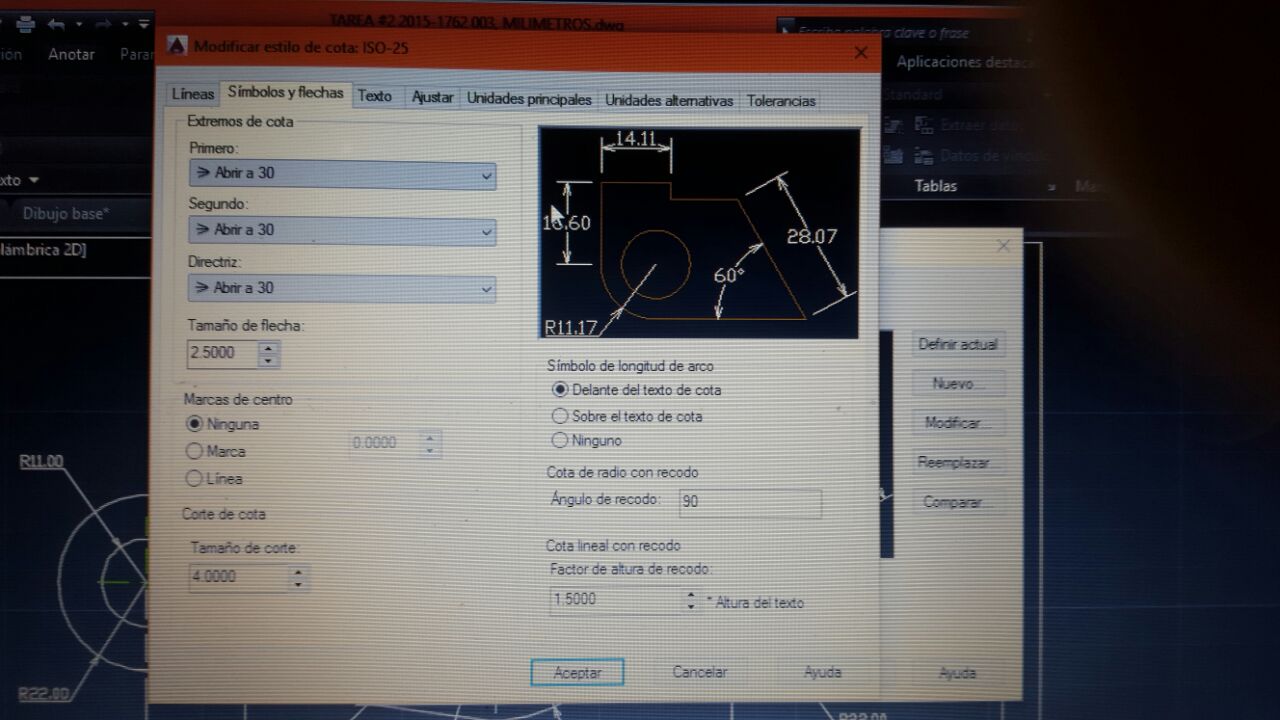 TAREA #2 2015-1762 003, MILIMETROS.dwg
Escriba palabra clave o frase
Modificar estilo de cota: ISO-25
ión
Anotar
Parar
Aplicaciones destaca
Líneas
Símbolos y flechas
Texto
Ajustar
Unidades principales
Unidades alternativas
Tolerancias
Standard
Extraer dato
Datos de víncu
xto
Tablas
Dibujo base*
lámbrica 2D]
Extremos de cota
Primero:
Abrir a 30
Segundo:
Abrir a 30
Directriz:
Abrir a 30
Tamaño de flecha:
2.5000
Marcas de centro
Ninguna
0.0000
Marca
Línea
Corte de cota
Tamaño de corte:
4.0000
14.11
16.60
28.07
60°
R11.17
Símbolo de longitud de arco
Delante del texto de cota
Sobre el texto de cota
Ninguno
Cota de radio con recodo
Ángulo de recodo:
90
Cota lineal con recodo
Factor de altura de recodo:
1.5000
* Altura del texto
Aceptar
Cancelar
Ayuda
Definir actual
Nuevo...
Modificar...
Reemplazar...
Comparar...
Ayuda
R11.00
R22.00
R22.00